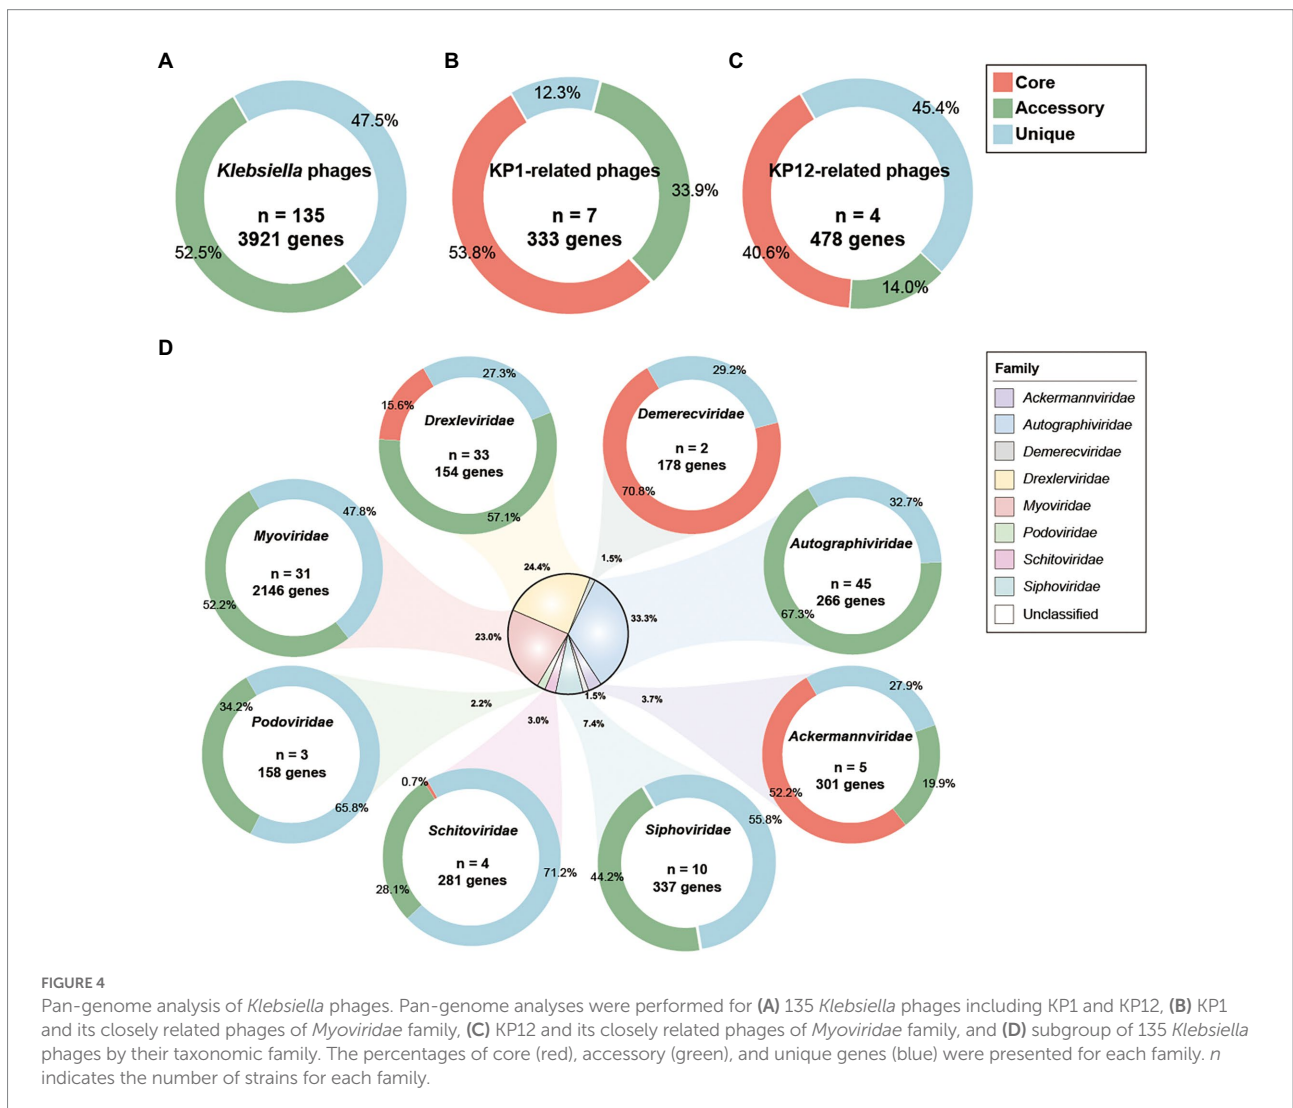 A
B
C
47.5%
Klebsiella phages
n = 135
3921 genes
52.5%
12.3%
KP1-related phages
33.9%
n = 7
333 genes
53.8%
45.4%
KP12-related phages
n = 4
478 genes
40.6%
14.0%
Core
Accessory
Unique
D
27.3%
15.6%
Drexleviridae
n = 33
154 genes
57.1%
29.2%
Demerecviridae
n = 2
178 genes
70.8%
47.8%
Myoviridae
n = 31
2146 genes
52.2%
32.7%
Autographiviridae
n = 45
266 genes
67.3%
1.5%
24.4%
33.3%
23.0%
2.2%
3.0%
7.4%
1.5%
3.7%
34.2%
Podoviridae
n = 3
158 genes
65.8%
27.9%
Ackermannviridae
n = 5
301 genes
52.2%
19.9%
0.7%
Schitoviridae
n = 4
281 genes
71.2%
28.1%
55.8%
Siphoviridae
n = 10
337 genes
44.2%
Family
Ackermannviridae
Autographiviridae
Demerecviridae
Drexlerviridae
Myoviridae
Podoviridae
Schitoviridae
Siphoviridae
Unclassified
FIGURE 4
Pan-genome analysis of Klebsiella phages. Pan-genome analyses were performed for (A) 135 Klebsiella phages including KP1 and KP12, (B) KP1
and its closely related phages of Myoviridae family, (C) KP12 and its closely related phages of Myoviridae family, and (D) subgroup of 135 Klebsiella
phages by their taxonomic family. The percentages of core (red), accessory (green), and unique genes (blue) were presented for each family. n
indicates the number of strains for each family.